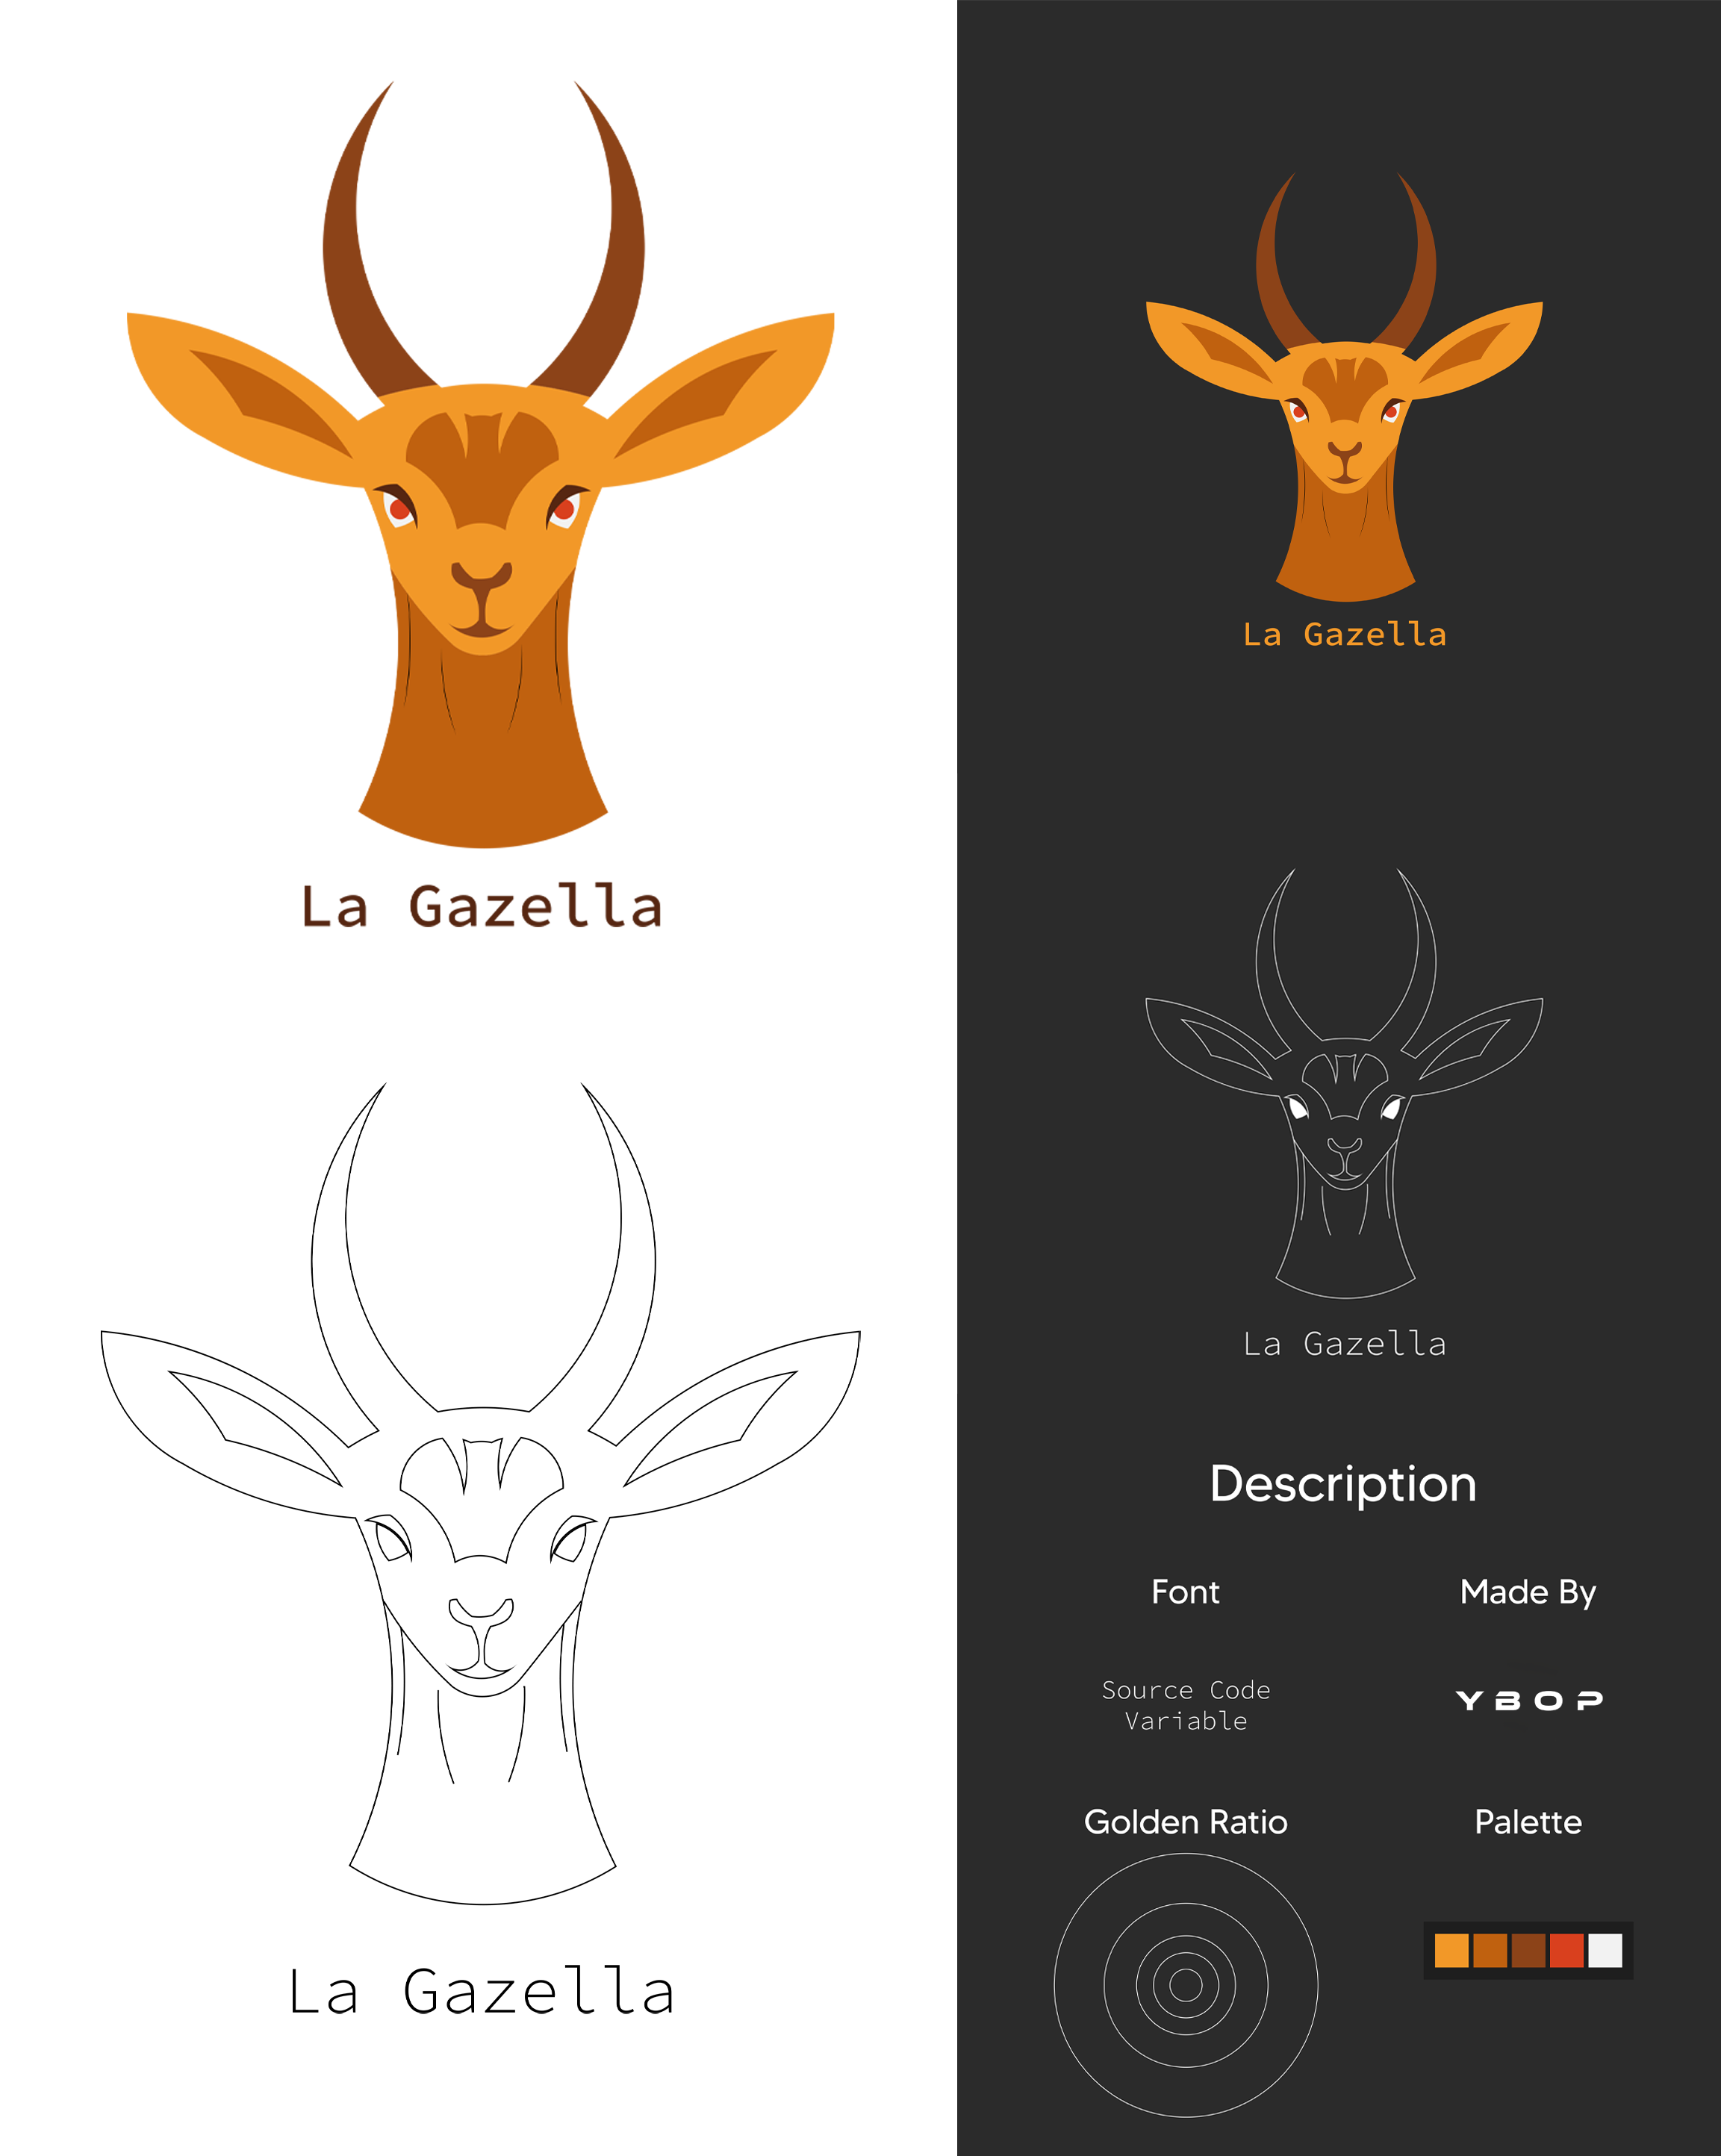 La Gazella
La Gazella
La Gazella
La Gazella
Description
Font
Made By
Source Code
Variable
YBOP
Golden Ratio
Palette